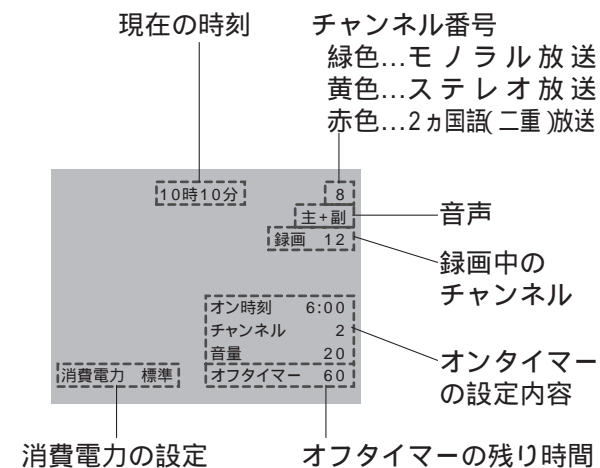 現在の時刻
チャンネル番号
緑色…モノラル放送
黄色…ステレオ放送
赤色…2ヵ国語(二重)放送
10時10分
8
主+副
音声
録画 12
録画中の
チャンネル
オン時刻 6:00
チャンネル 2
音量 20
オンタイマー
の設定内容
消費電力 標準
オフタイマー 60
消費電力の設定
オフタイマーの残り時間